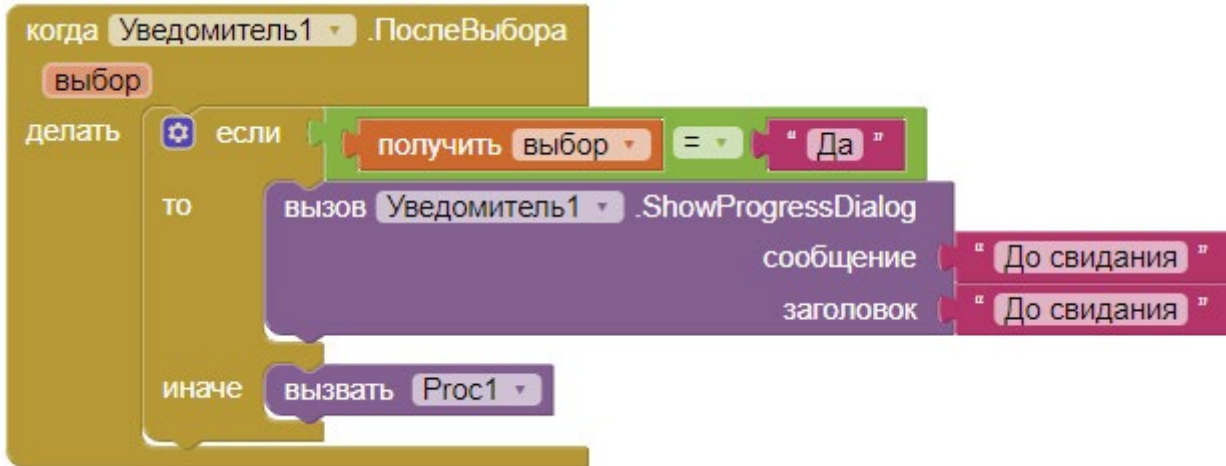 когда Уведомитель1 .ПослеВыбора
выбор
делать если получить выбор = " Да "
то вызов Уведомитель1 .ShowProgressDialog
сообщение " До свидания "
заголовок " До свидания "
иначе вызвать Proc1